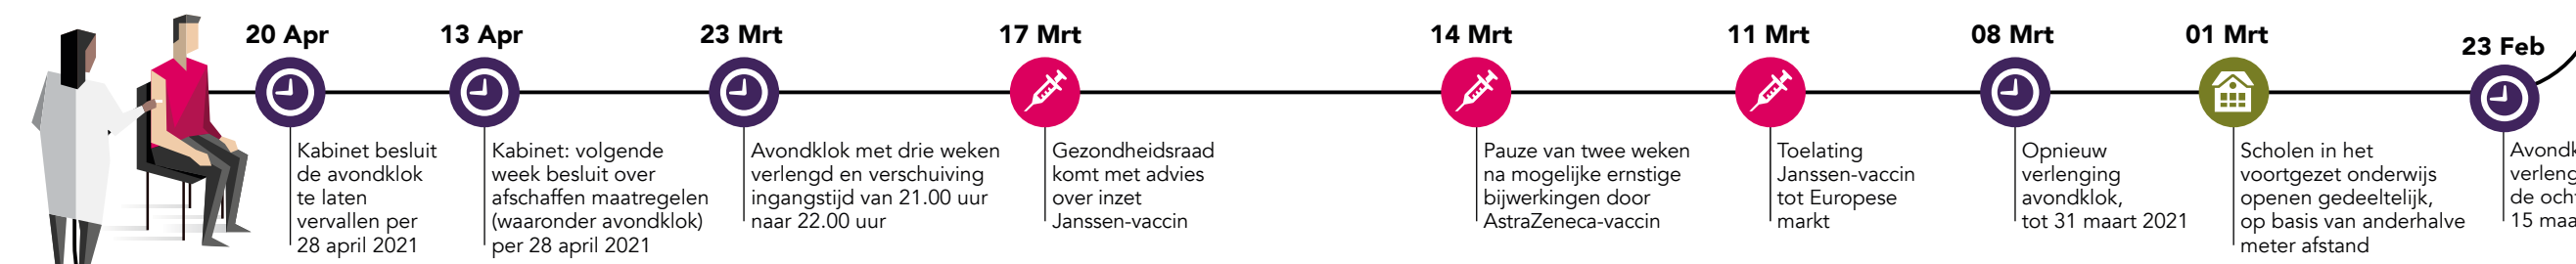 20 Apr
Kabinet besluit
de avondklok
te laten
vervallen per
28 april 2021
13 Apr
Kabinet: volgende
week besluit over
afschaffen maatregelen
(waaronder avondklok)
per 28 april 2021
23 Mrt
Avondklok met drie weken
verlengd en verschuiving
ingangstijd van 21.00 uur
naar 22.00 uur
17 Mrt
Gezondheidsraad
komt met advies
over inzet
Janssen-vaccin
14 Mrt
Pauze van twee weken
na mogelijke ernstige
bijwerkingen door
AstraZeneca-vaccin
11 Mrt
Toelating
Janssen-vaccin
tot Europese
markt
08 Mrt
Opnieuw
verlenging
avondklok,
tot 31 maart 2021
01 Mrt
Scholen in het
voortgezet onderwijs
openen gedeeltelijk,
op basis van anderhalve
meter afstand
23 Feb
de
15